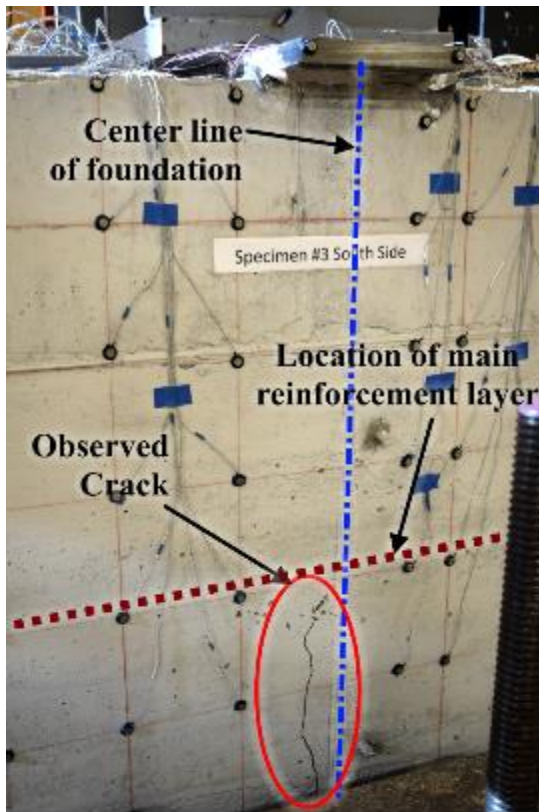 Center line
of foundation
Specimen #3 South Side
Location of main
reinforcement layer
Observed
Crack